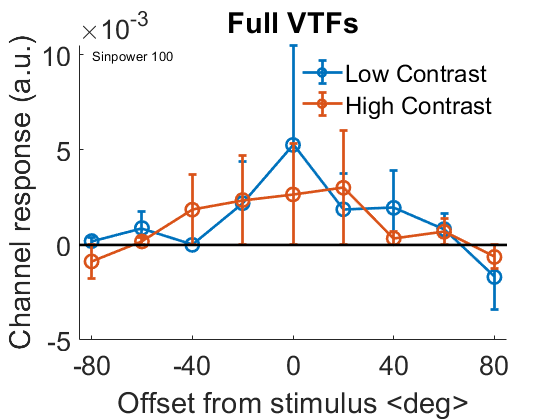 ×10⁻³
Full VTFs
Sinpower 100
Low Contrast
High Contrast
Channel response (a.u.)
10
5
0
-5
-80
-40
0
40
80
Offset from stimulus <deg>